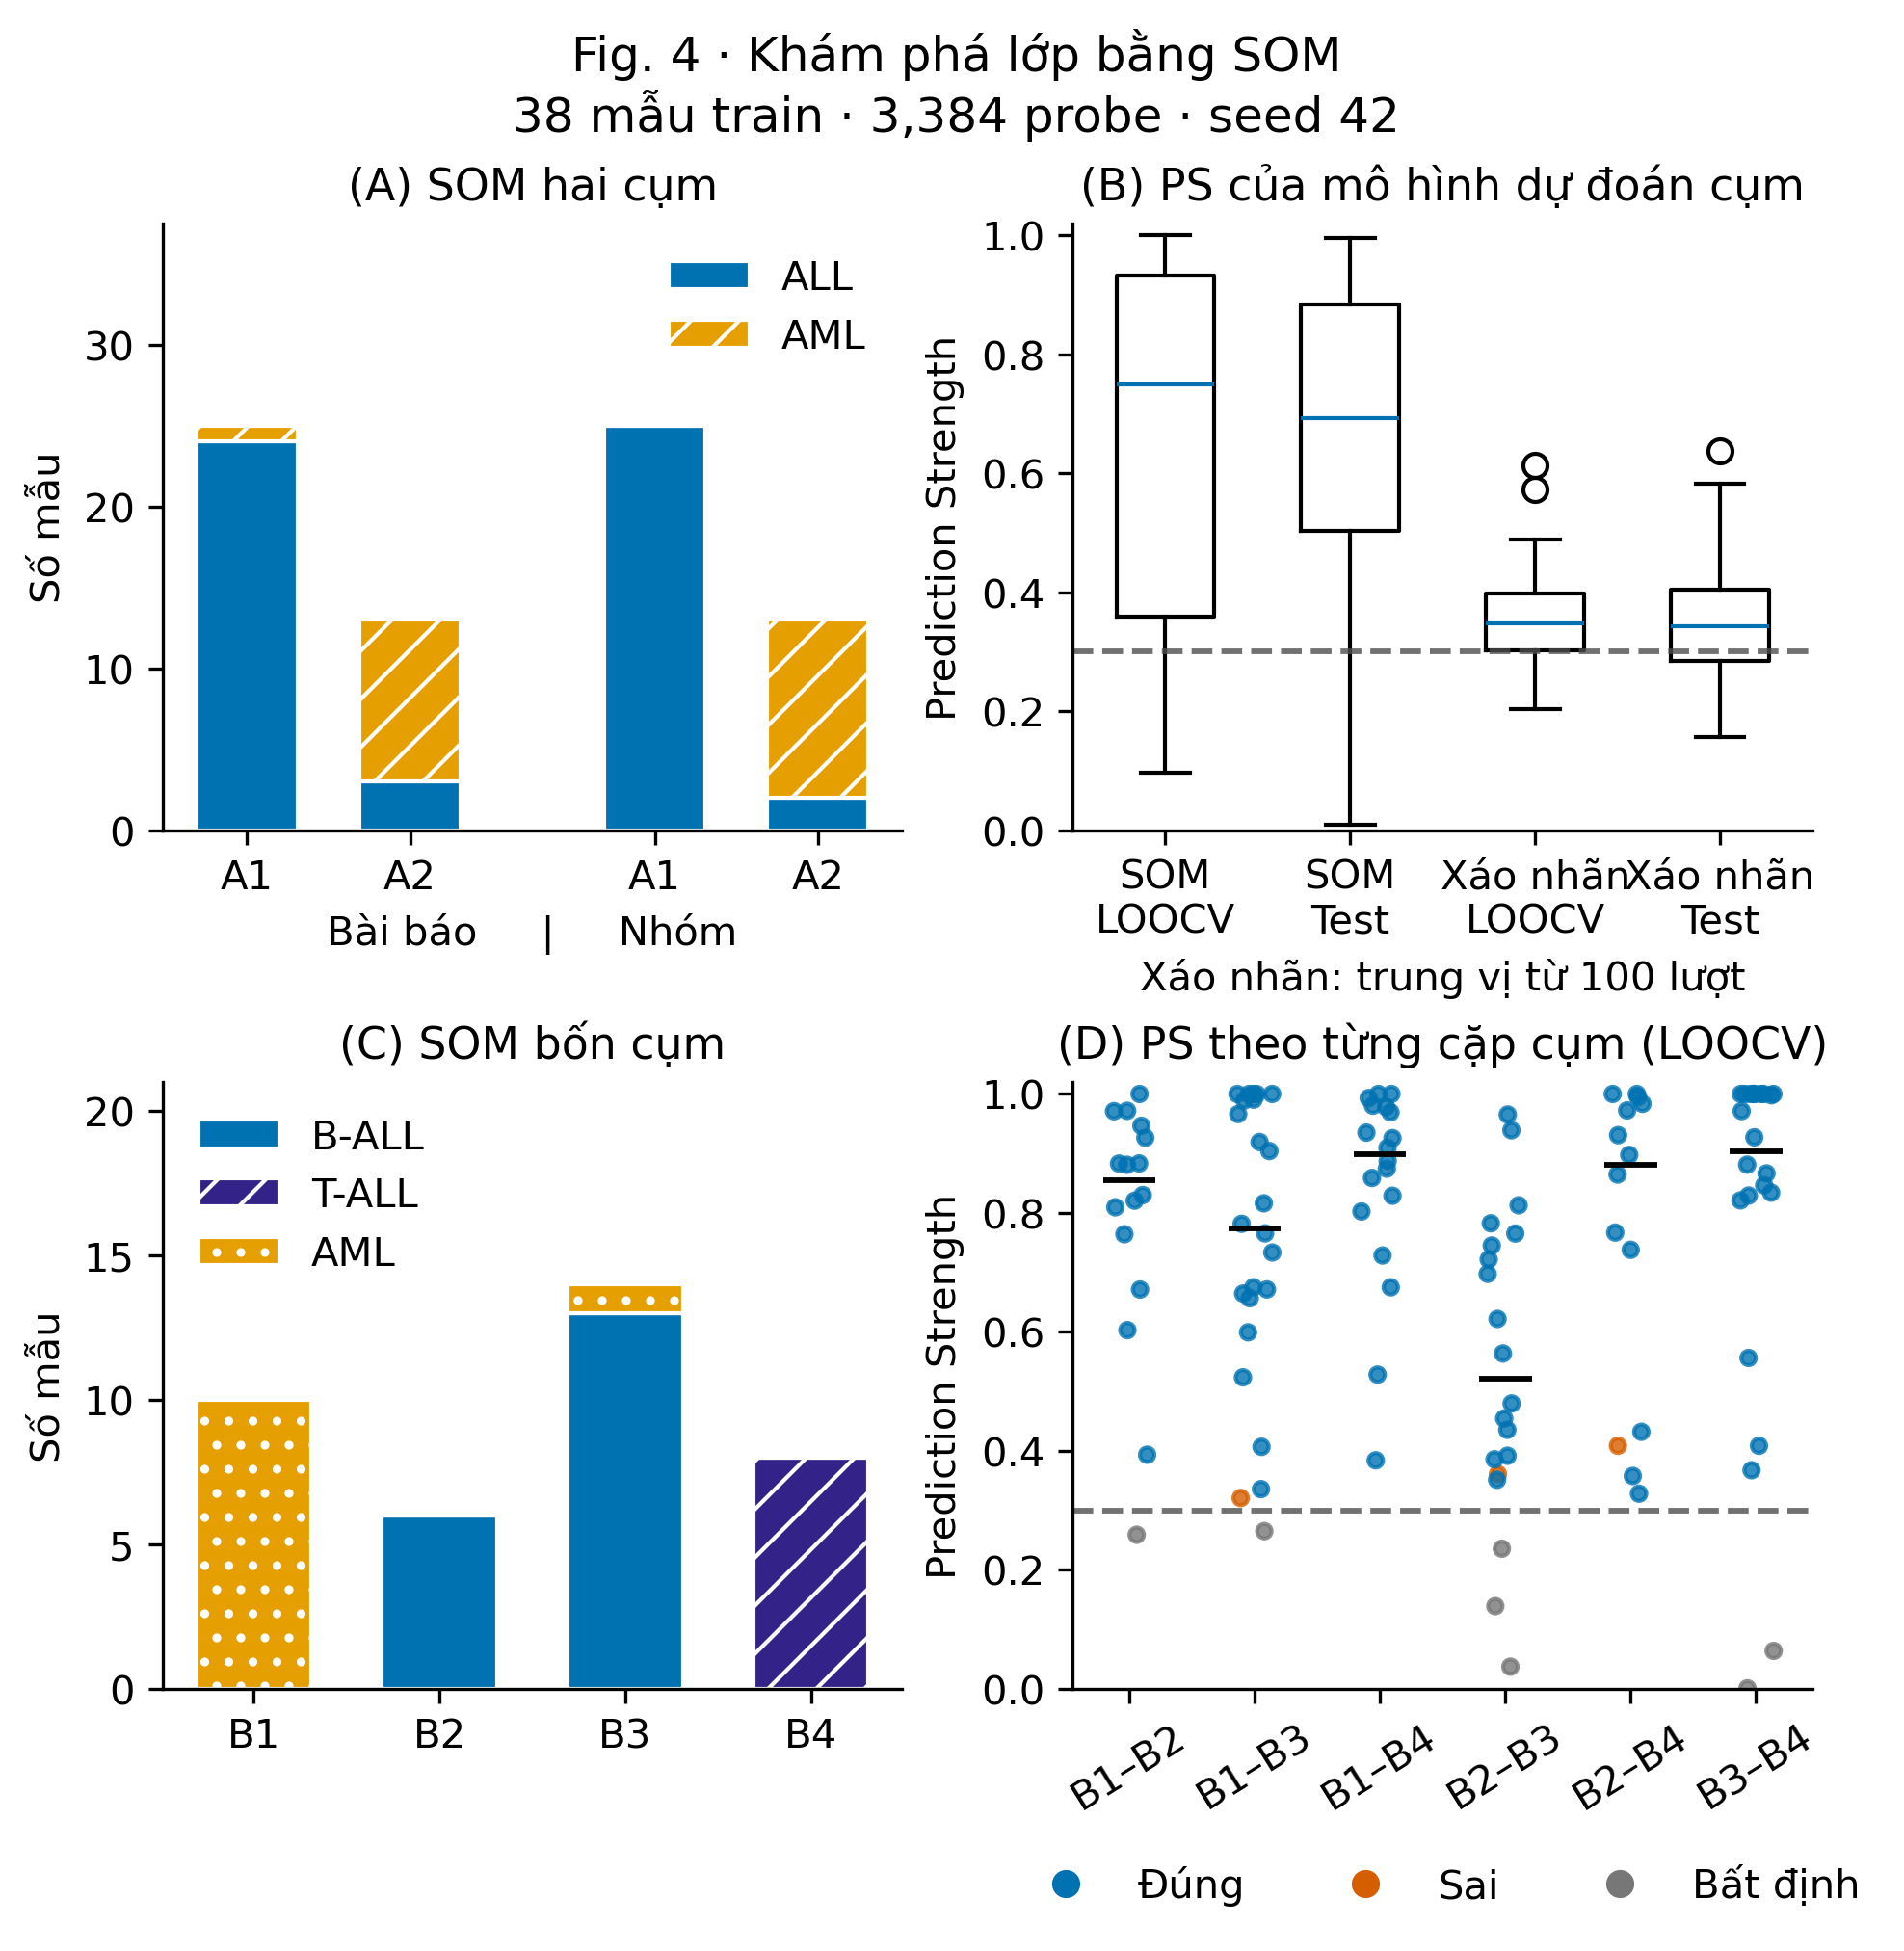 Fig. 4 · Khám phá lớp bằng SOM
38 mẫu train · 3,384 probe · seed 42
(A) SOM hai cụm
Số mẫu
30
20
10
0
ALL
AML
A1
A2
A1
A2
Bài báo | Nhóm
(B) PS của mô hình dự đoán cụm
Prediction Strength
1.0
0.8
0.6
0.4
0.2
0.0
SOM
LOOCV
SOM
Test
Xáo nhãn
LOOCV
Xáo nhãn
Test
Xáo nhãn: trung vị từ 100 lượt
(C) SOM bốn cụm
Số mẫu
20
15
10
5
0
B-ALL
T-ALL
AML
B1
B2
B3
B4
(D) PS theo từng cặp cụm (LOOCV)
Prediction Strength
1.0
0.8
0.6
0.4
0.2
0.0
B1–B2
B1–B3
B1–B4
B2–B3
B2–B4
B3–B4
Đúng
Sai
Bất định